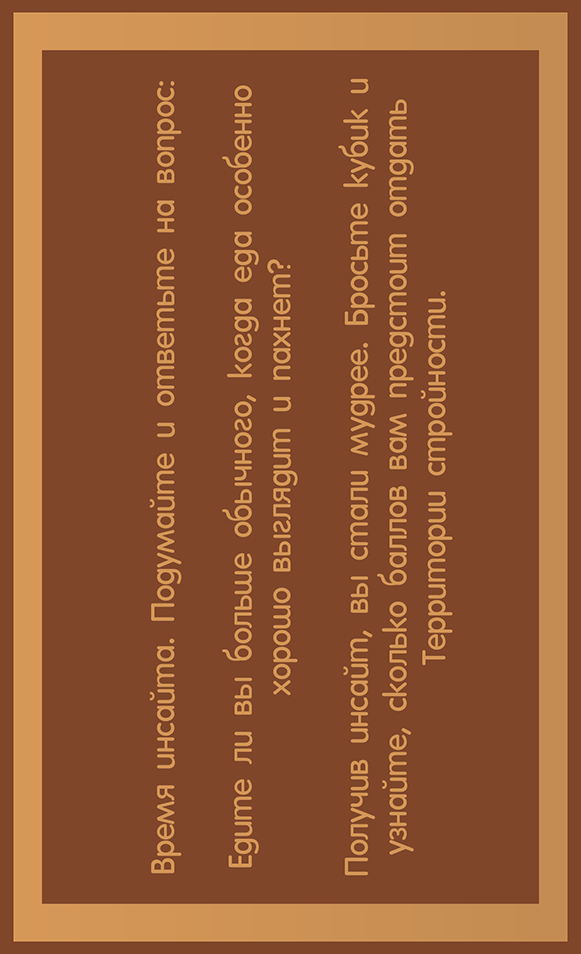 Время инсайта. Подумайте и ответьте на вопрос:
Едите ли вы больше обычного, когда еда особенно
хорошо выглядит и пахнет?
Получив инсайт, вы стали мудрее. Бросьте кубик и
узнайте, сколько баллов вам предстоит отдать
Территории стройности.